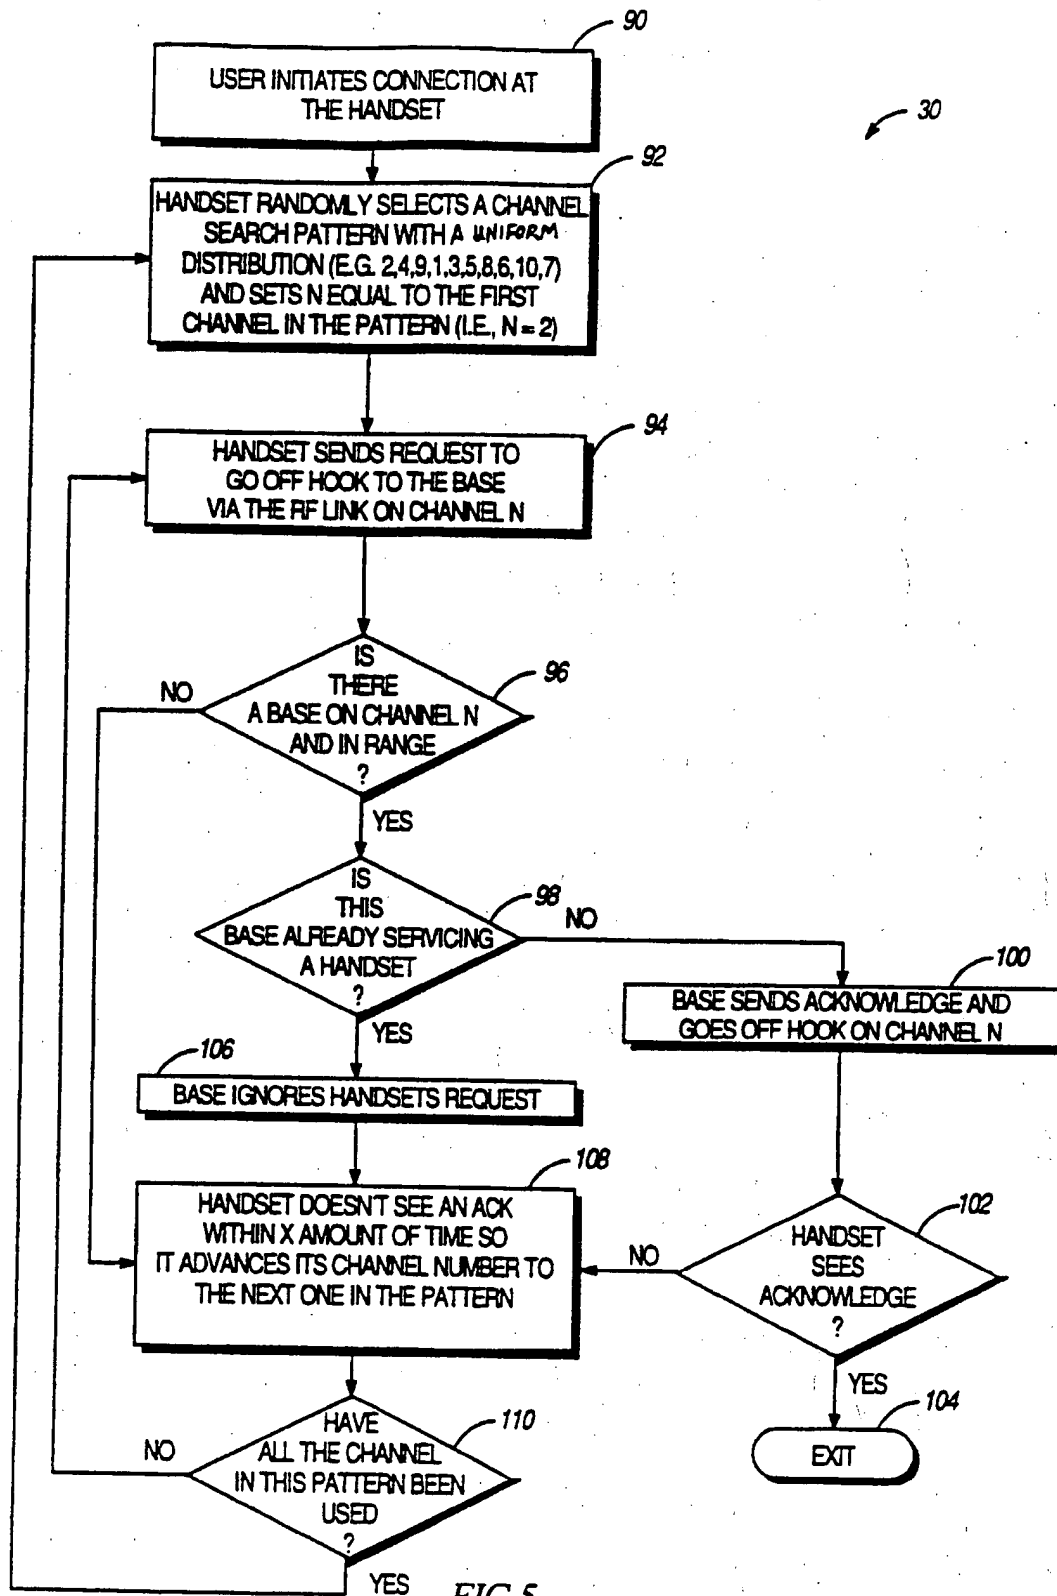 90
USER INITIATES CONNECTION AT
THE HANDSET
30
92
HANDSET RANDOMLY SELECTS A CHANNEL
SEARCH PATTERN WITH A UNIFORM
DISTRIBUTION (E.G. 2,4,9,1,3,5,8,6,10,7)
AND SETS N EQUAL TO THE FIRST
CHANNEL IN THE PATTERN (I.E., N = 2)
94
HANDSET SENDS REQUEST TO
GO OFF HOOK TO THE BASE
VIA THE RF LINK ON CHANNEL N
96
NO
IS
THERE
A BASE ON CHANNEL N
AND IN RANGE
?
YES
98
NO
IS
THIS
BASE ALREADY SERVICING
A HANDSET
?
YES
100
BASE SENDS ACKNOWLEDGE AND
GOES OFF HOOK ON CHANNEL N
106
BASE IGNORES HANDSETS REQUEST
108
HANDSET DOESN'T SEE AN ACK
WITHIN X AMOUNT OF TIME SO
IT ADVANCES ITS CHANNEL NUMBER TO
THE NEXT ONE IN THE PATTERN
102
NO
HANDSET
SEES
ACKNOWLEDGE
?
YES
104
EXIT
110
NO
HAVE
ALL THE CHANNEL
IN THIS PATTERN BEEN
USED
?
YES
FIG.5